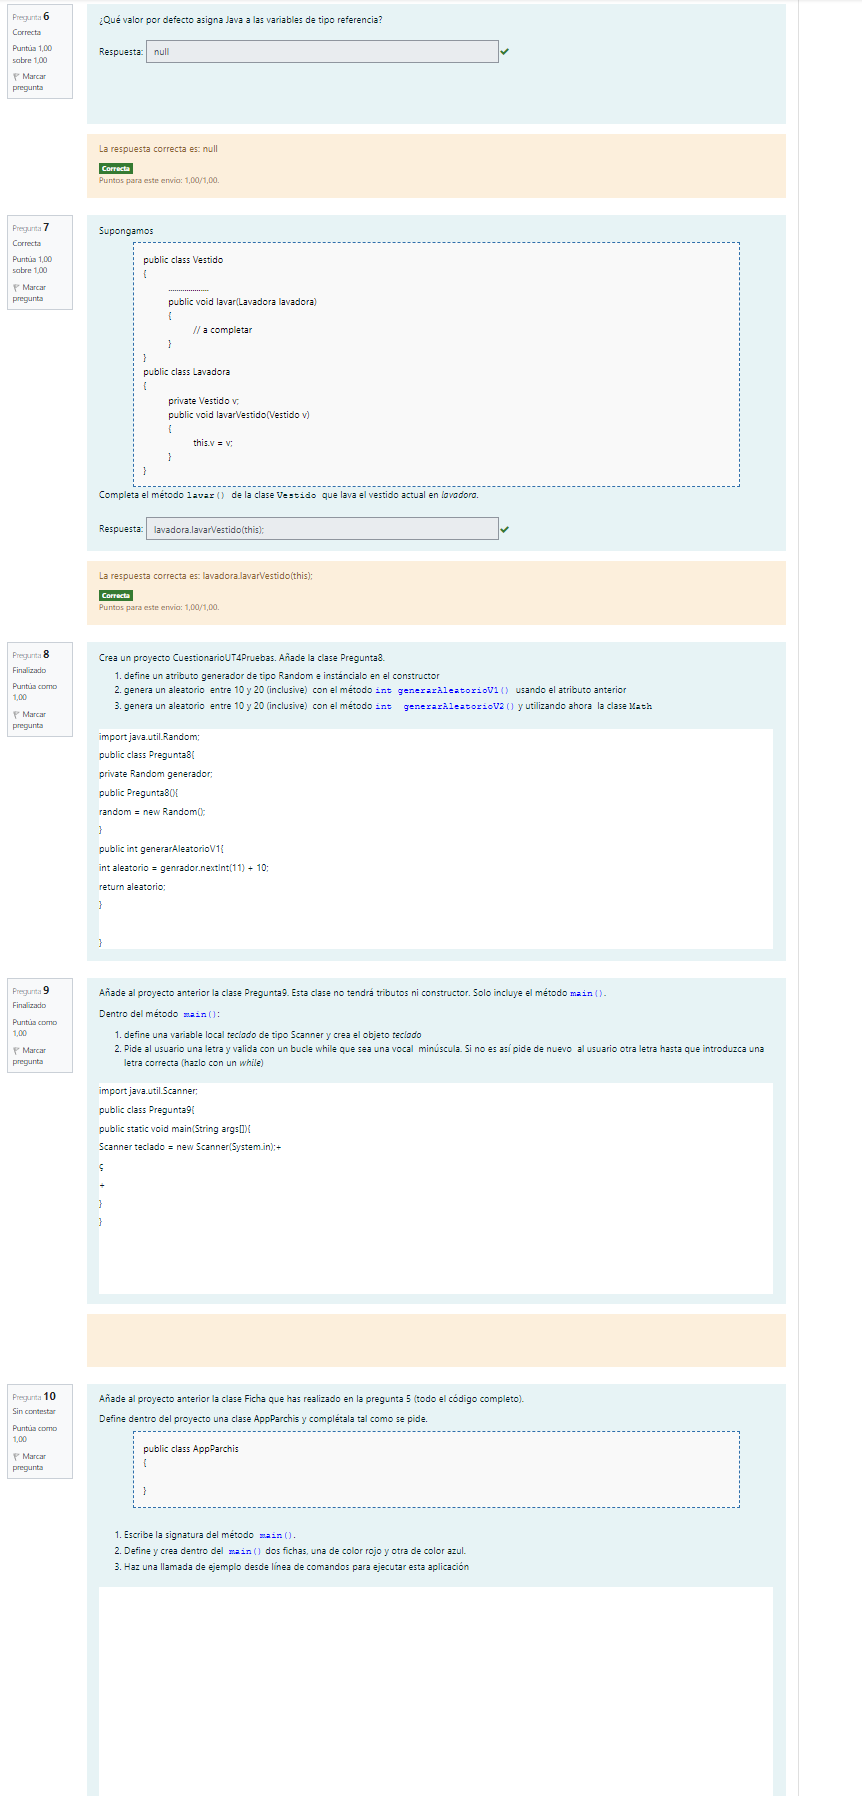 Pregunta 6
Correcta
Puntúa 1,00
sobre 1,00
Marcar
pregunta
¿Qué valor por defecto asigna Java a las variables de tipo referencia?
Respuesta: null
La respuesta correcta es: null
Correcta
Puntos para este envío: 1,00/1,00.
Pregunta 7
Correcta
Puntúa 1,00
sobre 1,00
Marcar
pregunta
Supongamos
public class Vestido
{
....................
public void lavar(Lavadora lavadora)
{
// a completar
}
}
public class Lavadora
{
private Vestido v;
public void lavarVestido(Vestido v)
{
this.v = v;
}
}
Completa el método lavar() de la clase Vestido que lava el vestido actual en lavadora.
Respuesta: lavadora.lavarVestido(this);
La respuesta correcta es: lavadora.lavarVestido(this);
Correcta
Puntos para este envío: 1,00/1,00.
Pregunta 8
Finalizado
Puntúa como
1,00
Marcar
pregunta
Crea un proyecto CuestionarioUT4Pruebas. Añade la clase Pregunta8.
1. define un atributo generador de tipo Random e instáncialo en el constructor
2. genera un aleatorio entre 10 y 20 (inclusive) con el método int generarAleatorioV1() usando el atributo anterior
3. genera un aleatorio entre 10 y 20 (inclusive) con el método int generarAleatorioV2() y utilizando ahora la clase Math
import java.util.Random;
public class Pregunta8{
private Random generador;
public Pregunta8(){
random = new Random();
}
public int generarAleatorioV1{
int aleatorio = genrador.nextInt(11) + 10;
return aleatorio;
}
}
Pregunta 9
Finalizado
Puntúa como
1,00
Marcar
pregunta
Añade al proyecto anterior la clase Pregunta9. Esta clase no tendrá tributos ni constructor. Solo incluye el método main().
Dentro del método main():
1. define una variable local teclado de tipo Scanner y crea el objeto teclado
2. Pide al usuario una letra y valida con un bucle while que sea una vocal minúscula. Si no es así pide de nuevo al usuario otra letra hasta que introduzca una
letra correcta (hazlo con un while)
import java.util.Scanner;
public class Pregunta9{
public static void main(String args[]){
Scanner teclado = new Scanner(System.in);+
ç
+
}
}
Pregunta 10
Sin contestar
Puntúa como
1,00
Marcar
pregunta
Añade al proyecto anterior la clase Ficha que has realizado en la pregunta 5 (todo el código completo).
Define dentro del proyecto una clase AppParchis y complétala tal como se pide.
public class AppParchis
{
}
1. Escribe la signatura del método main().
2. Define y crea dentro del main() dos fichas, una de color rojo y otra de color azul.
3. Haz una llamada de ejemplo desde línea de comandos para ejecutar esta aplicación